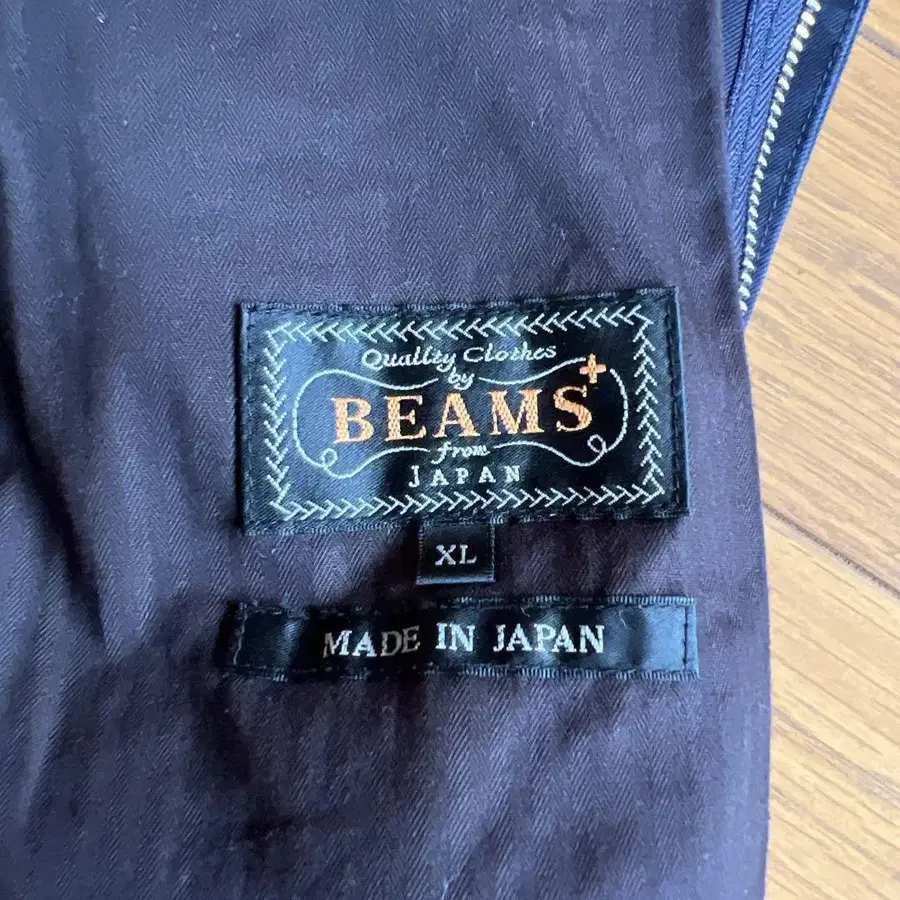 Quality Clothes
by
BEAMS+
from
JAPAN
XL
MADE IN JAPAN